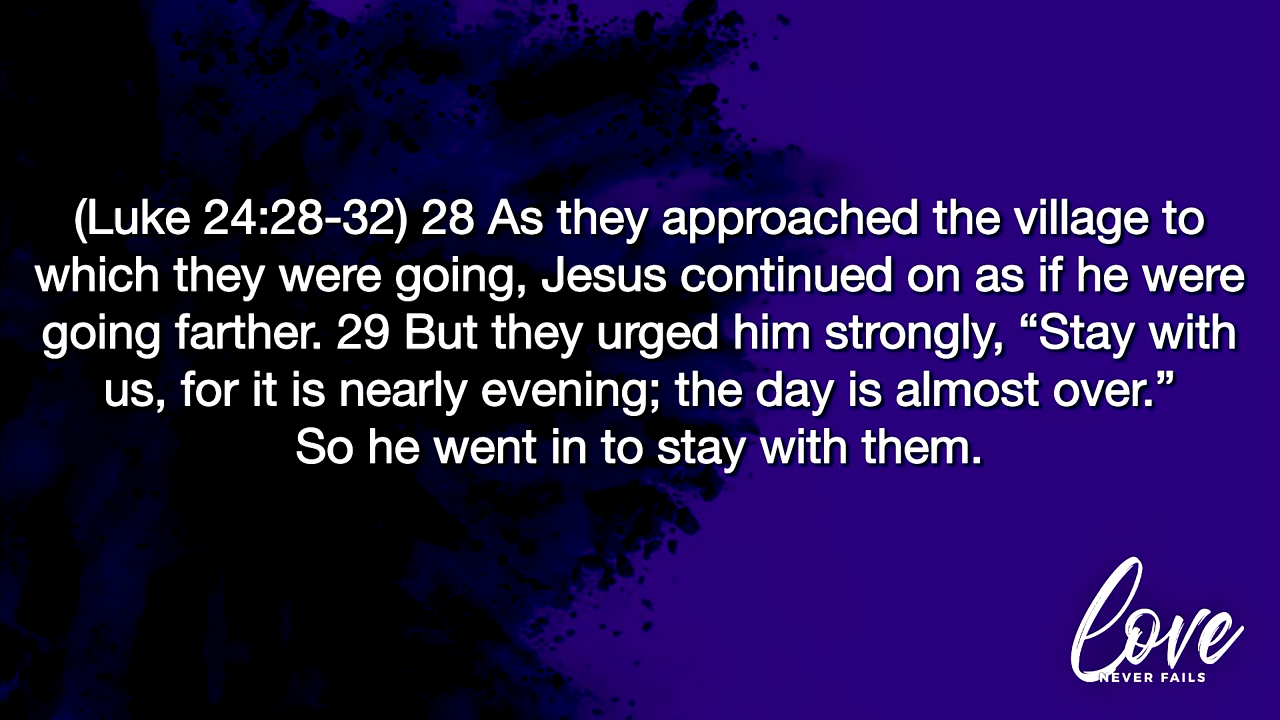 (Luke 24:28-32) 28 As they approached the village to
which they were going, Jesus continued on as if he were
going farther. 29 But they urged him strongly, “Stay with
us, for it is nearly evening; the day is almost over.”
So he went in to stay with them.
Love
NEVER FAILS